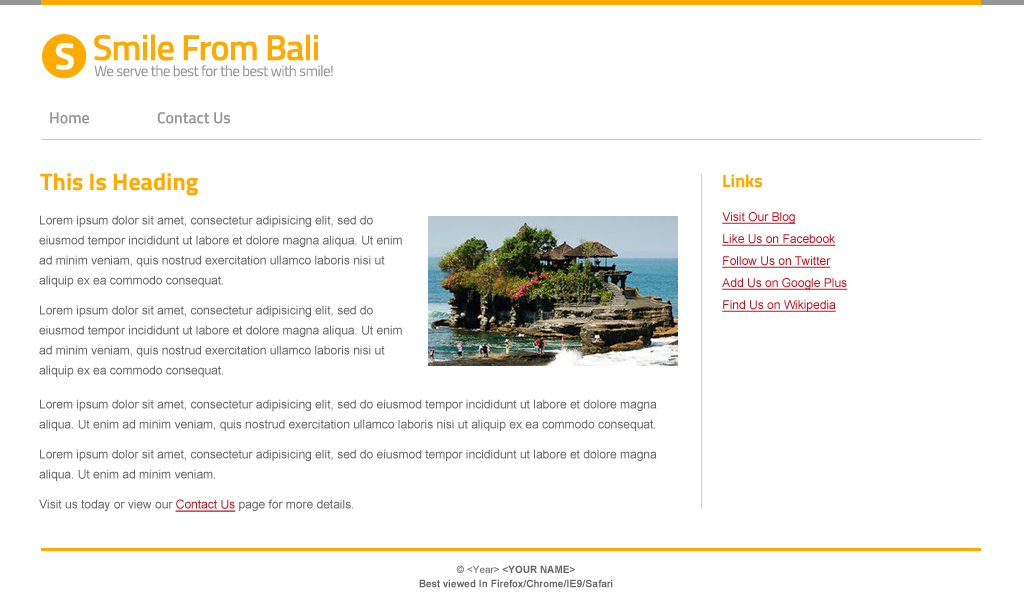 S
Smile From Bali
We serve the best for the best with smile!
Home
Contact Us
This Is Heading
Lorem ipsum dolor sit amet, consectetur adipisicing elit, sed do
eiusmod tempor incididunt ut labore et dolore magna aliqua. Ut enim
ad minim veniam, quis nostrud exercitation ullamco laboris nisi ut
aliquip ex ea commodo consequat.
Lorem ipsum dolor sit amet, consectetur adipisicing elit, sed do
eiusmod tempor incididunt ut labore et dolore magna aliqua. Ut enim
ad minim veniam, quis nostrud exercitation ullamco laboris nisi ut
aliquip ex ea commodo consequat.
Lorem ipsum dolor sit amet, consectetur adipisicing elit, sed do eiusmod tempor incididunt ut labore et dolore magna
aliqua. Ut enim ad minim veniam, quis nostrud exercitation ullamco laboris nisi ut aliquip ex ea commodo consequat.
Lorem ipsum dolor sit amet, consectetur adipisicing elit, sed do eiusmod tempor incididunt ut labore et dolore magna
aliqua. Ut enim ad minim veniam.
Visit us today or view our Contact Us page for more details.
Links
Visit Our Blog
Like Us on Facebook
Follow Us on Twitter
Add Us on Google Plus
Find Us on Wikipedia
© <Year> <YOUR NAME>
Best viewed In Firefox/Chrome/IE9/Safari